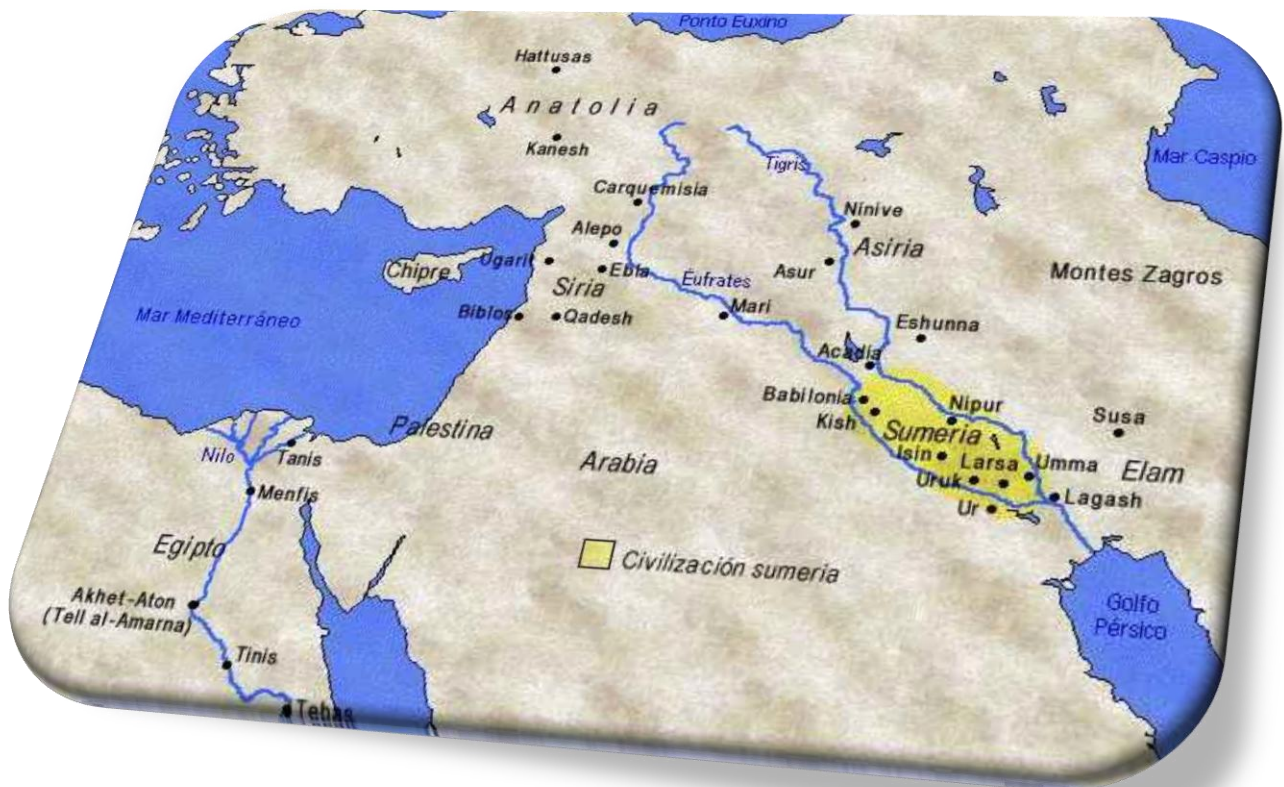 Ponto Euxino
Hattusas
Anatolia
Kanesh
Tigris
Mar Caspio
Carquemisia
Ninive
Alepo
Asiria
Chipre
Ugarit
Ebla
Asur
Montes Zagros
Siria
Éufrates
Mari
Mar Mediterráneo
Biblos
Qadesh
Eshunna
Acadia
Babilonia
Nipur
Kish
Susa
Palestina
Sumeria
Nilo
Tanis
Isin
Larsa
Umma
Elam
Arabia
Uruk
Lagash
Menfis
Ur
Egipto
Civilización sumeria
Akhet-Aton
(Tell al-Amarna)
Golfo
Pérsico
Tinis
Tebas